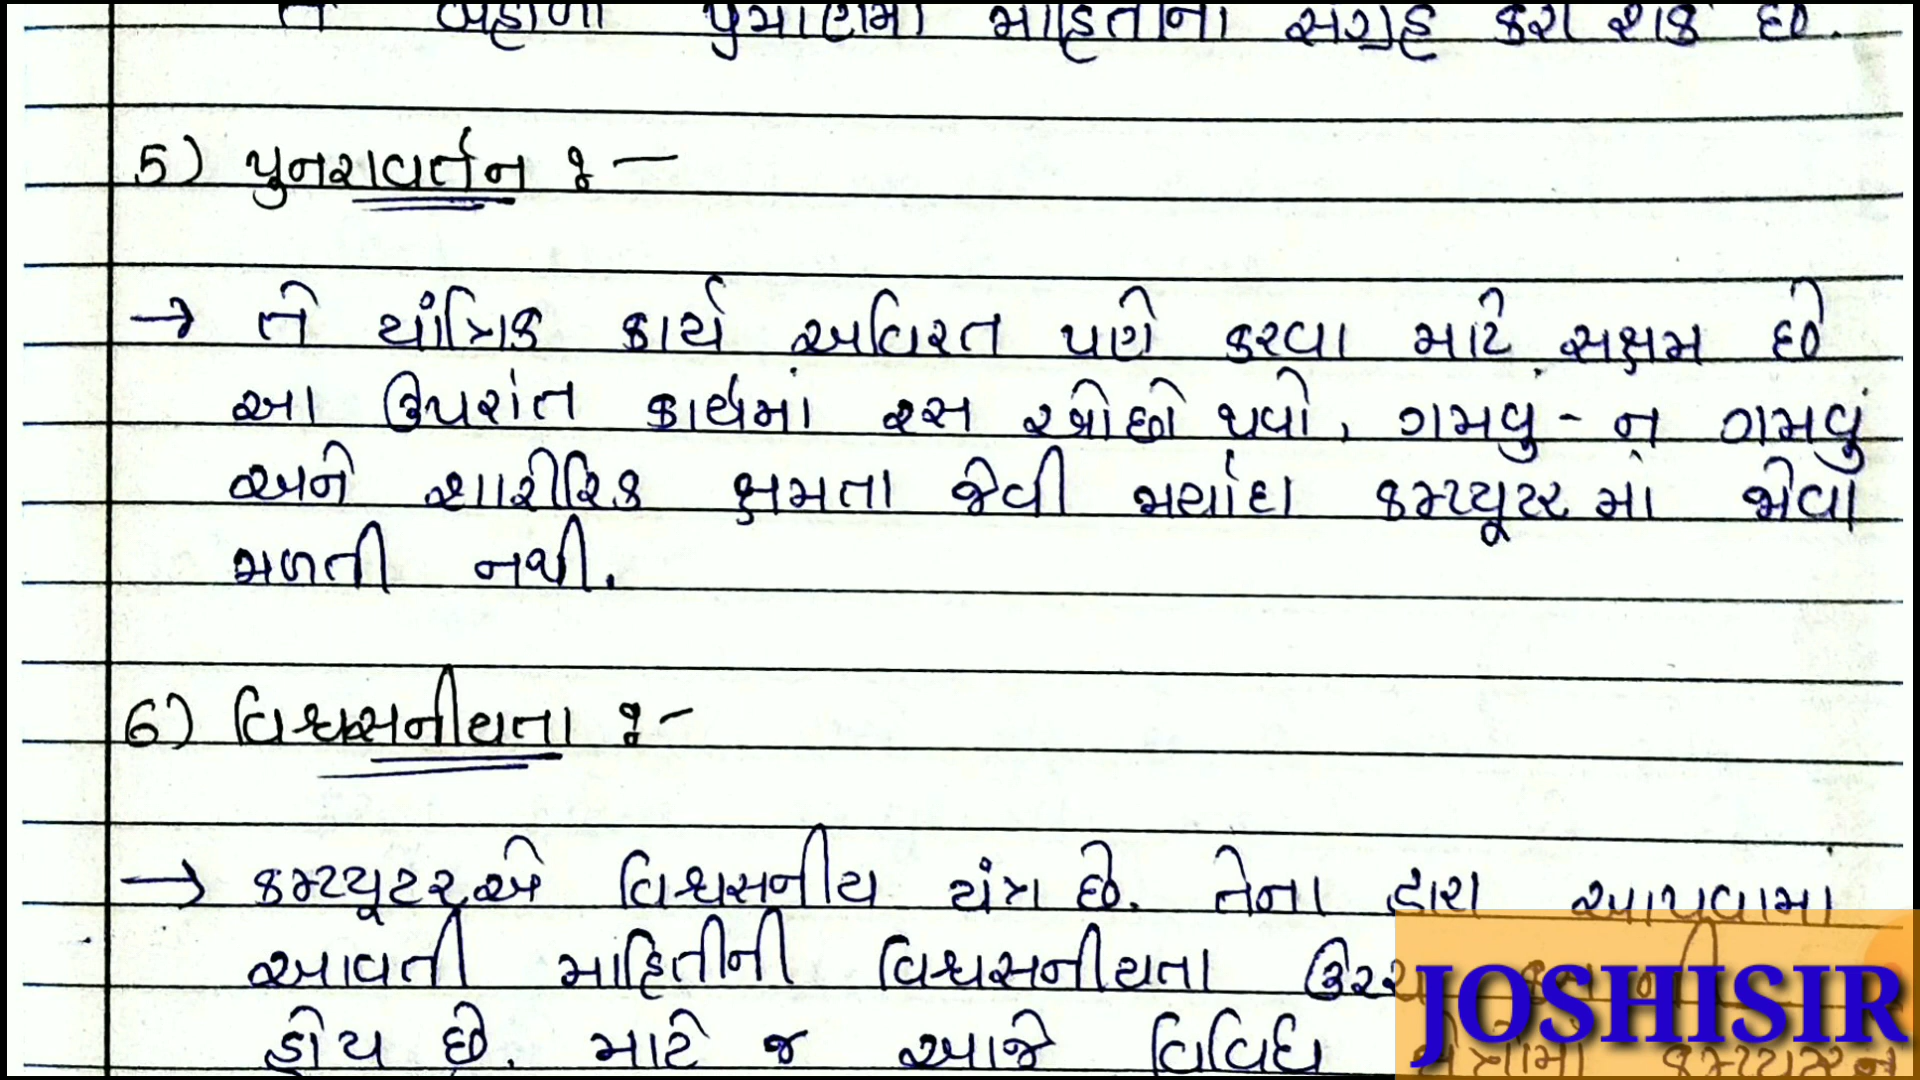 તે બહોળા પ્રમાણમાં માહિતીનો સંગ્રહ કરી શકે છે.
5) પુનરાવર્તન :-
→ તે યાંત્રિક કાર્ય અવિરત પણે કરવા માટે સક્ષમ છે
આ ઉપરાંત કાર્યમાં રસ ઓછો થવો, ગમવું - ન ગમવું
અને શારીરિક ક્ષમતા જેવી મર્યાદા કમ્પ્યૂટર માં જોવા
મળતી નથી.
6) વિશ્વસનીયતા :-
→ કમ્પ્યૂટરએ વિશ્વસનીય યંત્ર છે. તેના દ્વારા આપવામાં
આવતી માહિતીની વિશ્વસનીયતા ઉચ્ચ
હોય છે. માટે જ આજે વિવિધ ક્ષેત્રોમાં
JOSHISIR